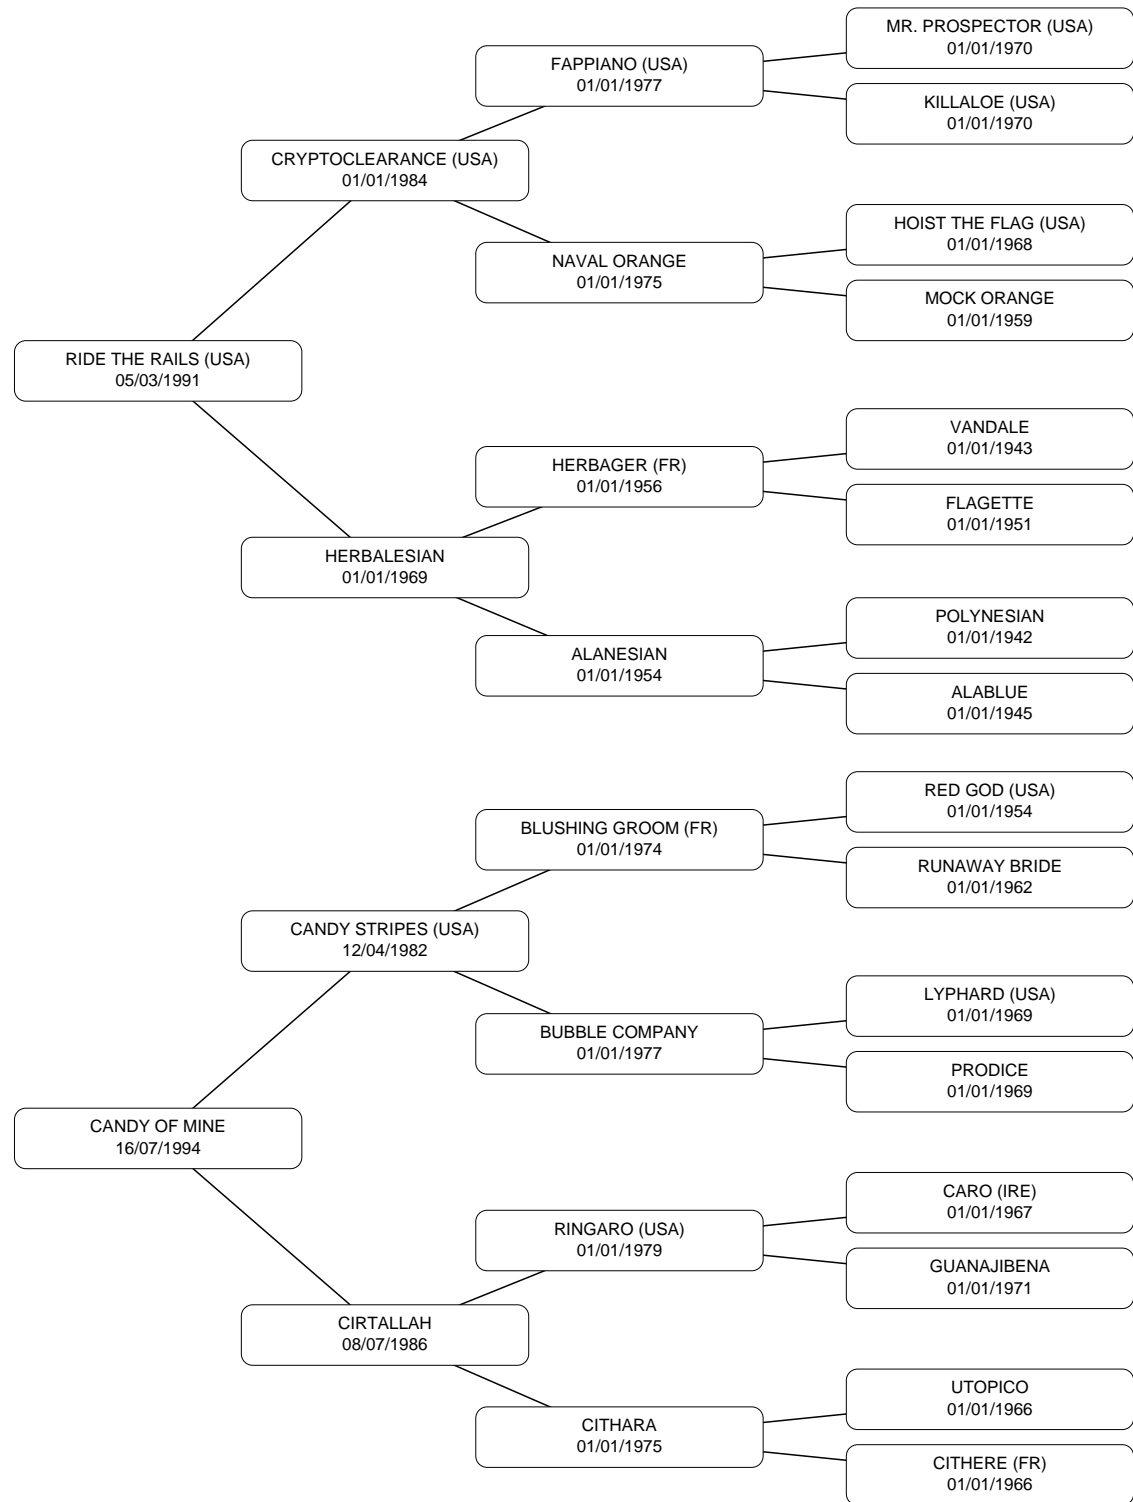 MR. PROSPECTOR (USA)
01/01/1970
FAPPIANO (USA)
01/01/1977
KILLALOE (USA)
01/01/1970
CRYPTOCLEARANCE (USA)
01/01/1984
HOIST THE FLAG (USA)
01/01/1968
NAVAL ORANGE
01/01/1975
MOCK ORANGE
01/01/1959
RIDE THE RAILS (USA)
05/03/1991
VANDALE
01/01/1943
HERBAGER (FR)
01/01/1956
FLAGETTE
01/01/1951
HERBALESIAN
01/01/1969
POLYNESIAN
01/01/1942
ALANESIAN
01/01/1954
ALABLUE
01/01/1945
RED GOD (USA)
01/01/1954
BLUSHING GROOM (FR)
01/01/1974
RUNAWAY BRIDE
01/01/1962
CANDY STRIPES (USA)
12/04/1982
LYPHARD (USA)
01/01/1969
BUBBLE COMPANY
01/01/1977
PRODICE
01/01/1969
CANDY OF MINE
16/07/1994
CARO (IRE)
01/01/1967
RINGARO (USA)
01/01/1979
GUANAJIBENA
01/01/1971
CIRTALLAH
08/07/1986
UTOPICO
01/01/1966
CITHARA
01/01/1975
CITHERE (FR)
01/01/1966